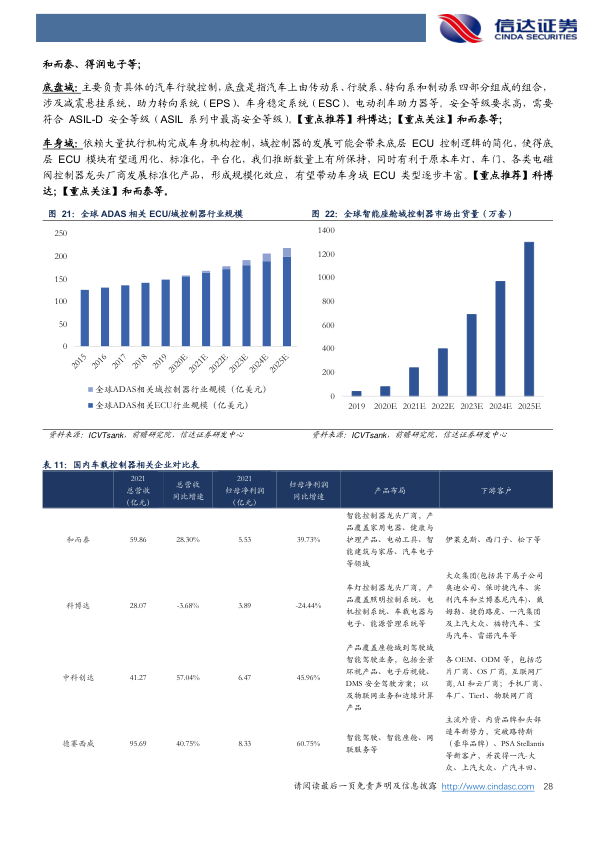 信达证券
CINDA SECURITIES
和而泰、得润电子等；
底盘域：主要负责具体的汽车行驶控制，底盘是指汽车上由传动系、行驶系、转向系和制动系四部分组成的组合，
涉及减震悬挂系统、助力转向系统（EPS）、车身稳定系统（ESC）、电动刹车助力器等。安全等级要求高，需要
符合 ASIL-D 安全等级（ASIL 系列中最高安全等级）。【重点推荐】科博达；【重点关注】和而泰等；
车身域：依赖大量执行机构完成车身机构控制，域控制器的发展可能会带来底层 ECU 控制逻辑的简化，使得底
层 ECU 模块有望通用化、标准化，平台化，我们推断数量上有所保持，同时有利于原本车灯、车门、各类电磁
阀控制器龙头厂商发展标准化产品，形成规模化效应，有望带动车身域 ECU 类型逐步丰富。【重点推荐】科博
达；【重点关注】和而泰等。
图 21：全球 ADAS 相关 ECU/域控制器行业规模
250
200
150
100
50
0
2015 2016 2017 2018 2019 2020E 2021E 2022E 2023E 2024E 2025E
全球ADAS相关域控制器行业规模（亿美元）
全球ADAS相关ECU行业规模（亿美元）
资料来源：ICVTsank，前瞻研究院，信达证券研发中心
图 22：全球智能座舱域控制器市场出货量（万套）
1400
1200
1000
800
600
400
200
0
2019 2020E 2021E 2022E 2023E 2024E 2025E
资料来源：ICVTsank，前瞻研究院，信达证券研发中心
表 11：国内车载控制器相关企业对比表
2021
总营收
（亿元）
总营收
同比增速
2021
归母净利润
（亿元）
归母净利润
同比增速
产品布局
下游客户
和而泰
59.86
28.30%
5.53
39.73%
智能控制器龙头厂商，产
品覆盖家用电器、健康与
护理产品、电动工具、智
能建筑与家居、汽车电子
等领域
伊莱克斯、西门子、松下等
科博达
28.07
-3.68%
3.89
-24.44%
车灯控制器龙头厂商，产
品覆盖照明控制系统、电
机控制系统、车载电器与
电子、能源管理系统等
大众集团(包括其下属子公司
奥迪公司、保时捷汽车、宾
利汽车和兰博基尼汽车)、戴
姆勒、捷豹路虎、一汽集团
及上汽大众、福特汽车、宝
马汽车、雷诺汽车等
中科创达
41.27
57.04%
6.47
45.96%
产品覆盖座舱域到驾驶域
智能驾驶业务，包括全景
环视产品、电子后视镜、
DMS 安全驾驶方案；以
及物联网业务和边缘计算
产品
各 OEM、ODM 等，包括芯
片厂商、OS 厂商,互联网厂
商,AI 和云厂商；手机厂商、
车厂、Tier1、物联网厂商
德赛西威
95.69
40.75%
8.33
60.75%
智能驾驶、智能座舱、网
联服务等
主流外资、内资品牌和头部
造车新势力，突破路特斯
（豪华品牌）、PSA Stellantis
等新客户，并获得一汽-大
众、上汽大众、广汽丰田、
请阅读最后一页免责声明及信息披露 http://www.cindasc.com 28